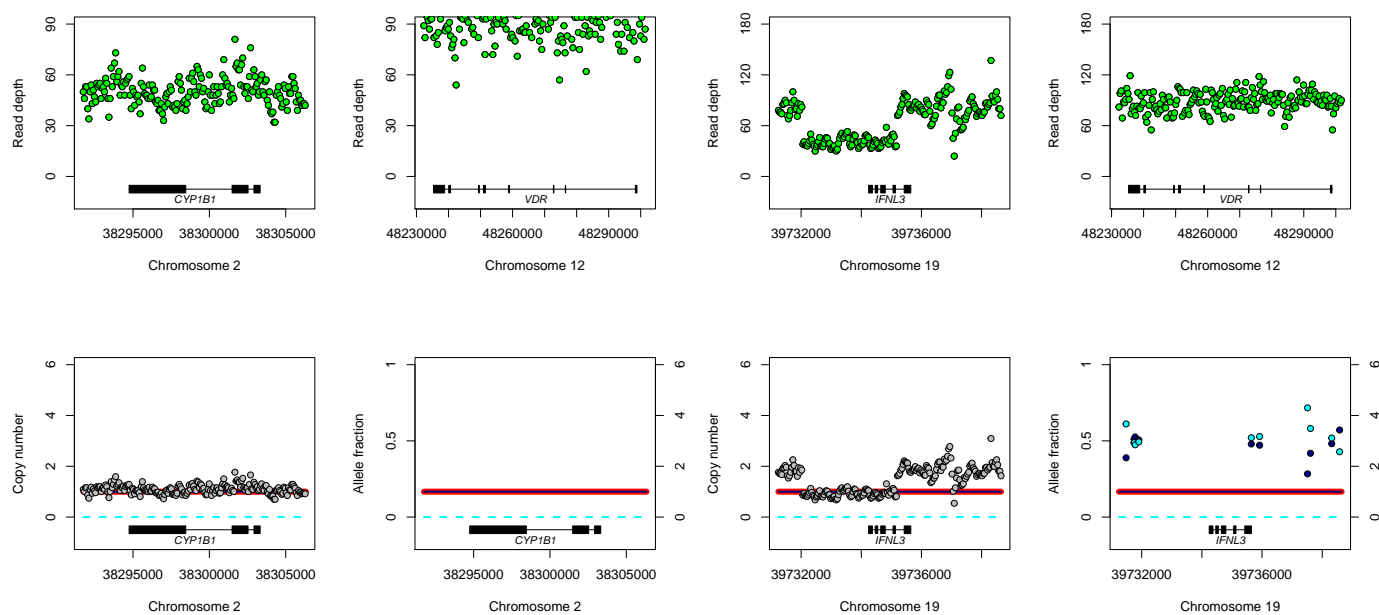 Read depth
0 30 60 90
CYP1B1
38295000 38300000 38305000
Chromosome 2
Read depth
0 30 60 90
VDR
48230000 48260000 48290000
Chromosome 12
Read depth
0 60 120 180
IFNL3
39732000 39736000
Chromosome 19
Read depth
0 60 120 180
VDR
48230000 48260000 48290000
Chromosome 12
Copy number
0 2 4 6
CYP1B1
38295000 38300000 38305000
Chromosome 2
Allele fraction
0 0.5 1
0 2 4 6
CYP1B1
38295000 38300000 38305000
Chromosome 2
Copy number
0 2 4 6
IFNL3
39732000 39736000
Chromosome 19
Allele fraction
0 0.5 1
0 2 4 6
IFNL3
39732000 39736000
Chromosome 19